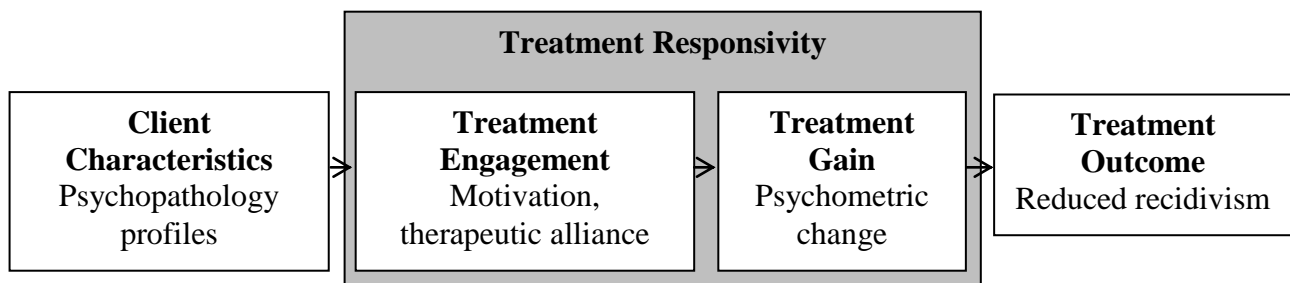 Treatment Responsivity
Client
Characteristics
Psychopathology
profiles
Treatment
Engagement
Motivation,
therapeutic alliance
Treatment
Gain
Psychometric
change
Treatment
Outcome
Reduced recidivism